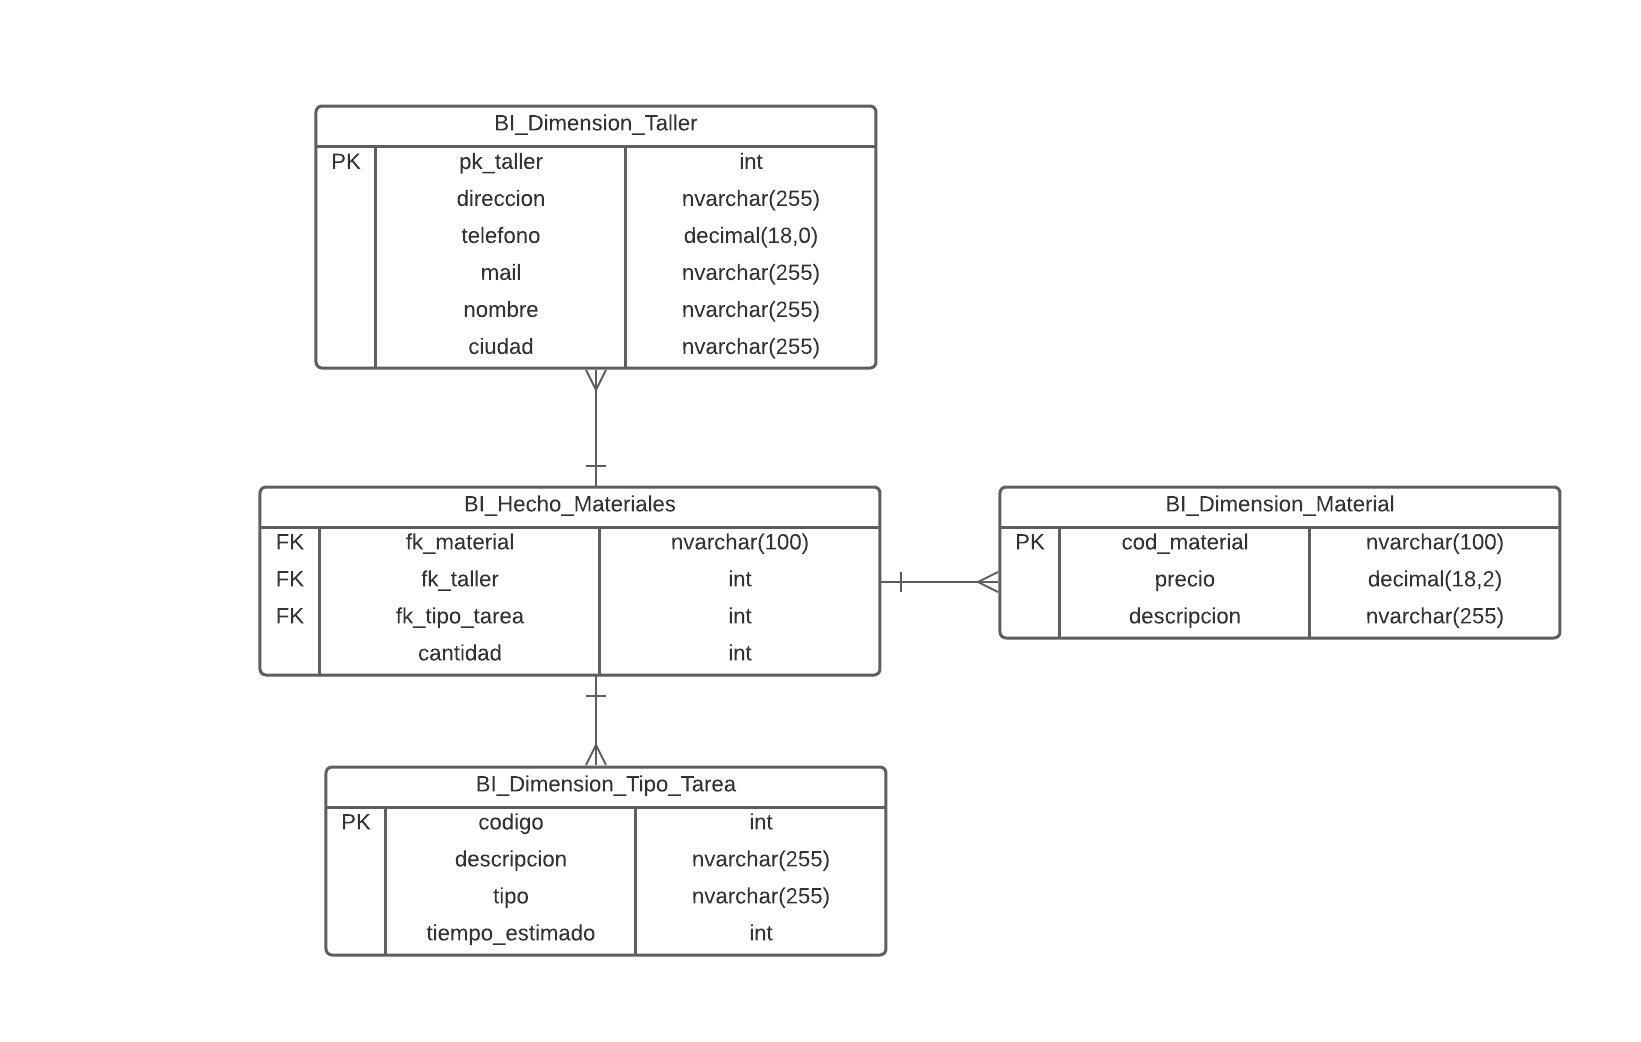 BI_Dimension_Taller
PK pk_taller int
direccion nvarchar(255)
telefono decimal(18,0)
mail nvarchar(255)
nombre nvarchar(255)
ciudad nvarchar(255)
BI_Hecho_Materiales
FK fk_material nvarchar(100)
FK fk_taller int
FK fk_tipo_tarea int
cantidad int
BI_Dimension_Material
PK cod_material nvarchar(100)
precio decimal(18,2)
descripcion nvarchar(255)
BI_Dimension_Tipo_Tarea
PK codigo int
descripcion nvarchar(255)
tipo nvarchar(255)
tiempo_estimado int